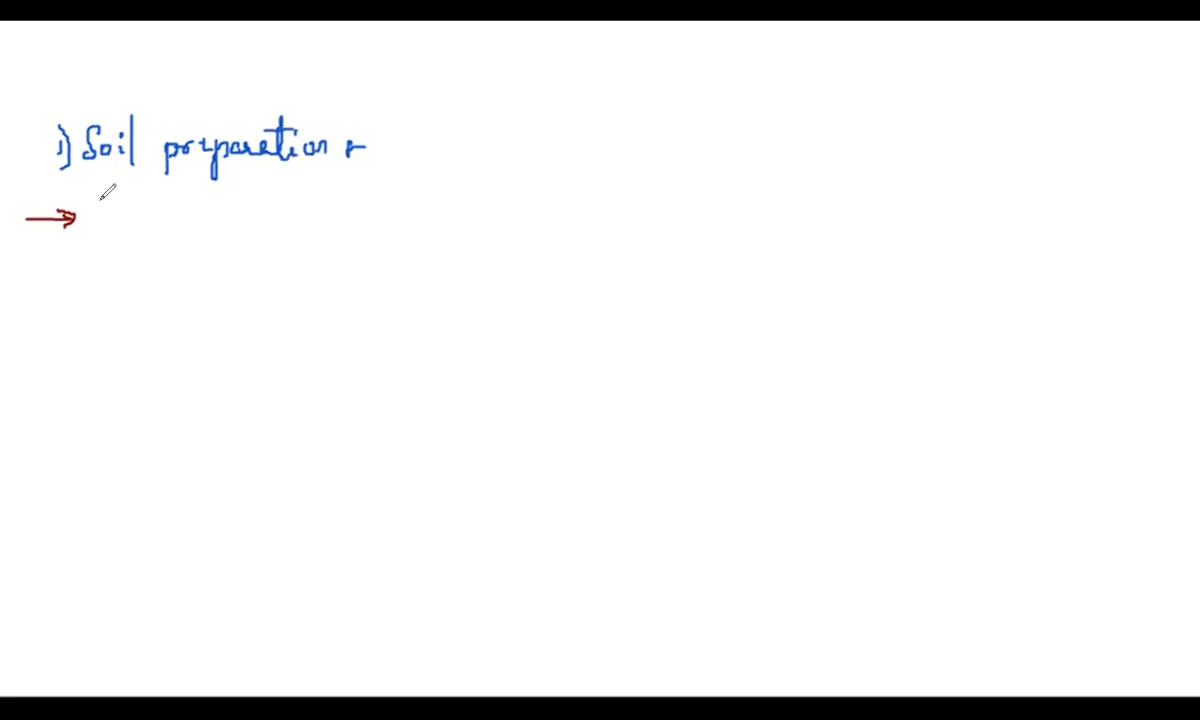 1) Soil preparation :-
→